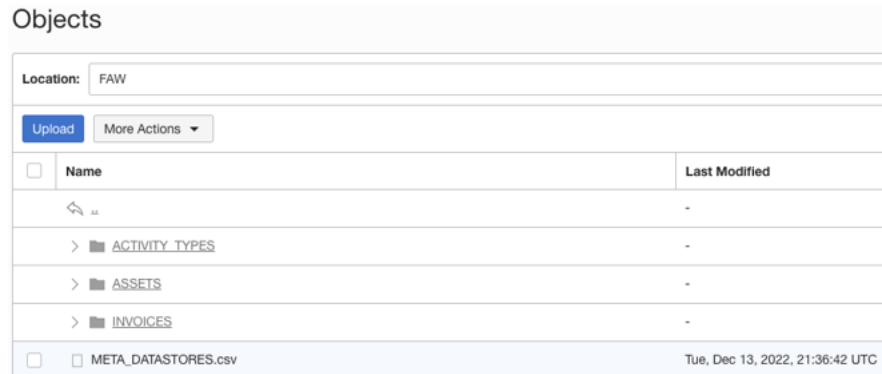 Objects
Location: FAW
Upload More Actions
Name Last Modified
.. -
ACTIVITY_TYPES -
ASSETS -
INVOICES -
META_DATASTORES.csv Tue, Dec 13, 2022, 21:36:42 UTC